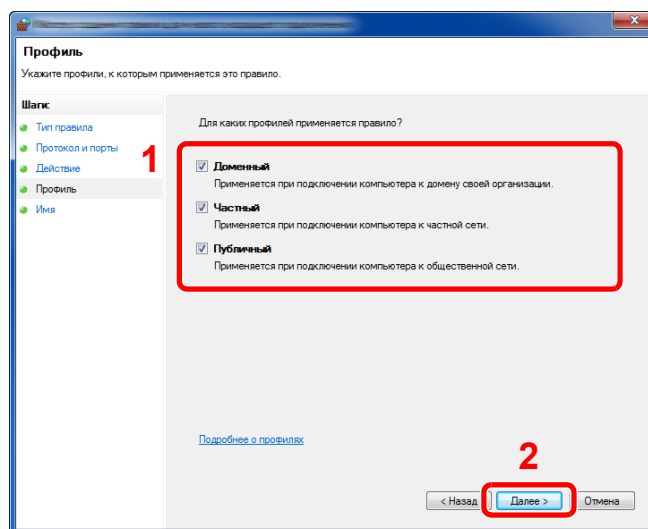 Профиль
Укажите профили, к которым применяется это правило.
Шаги:
Тип правила
Протокол и порты
Действие
Профиль
Имя
Для каких профилей применяется правило?
1
Доменный
Применяется при подключении компьютера к домену своей организации.
Частный
Применяется при подключении компьютера к частной сети.
Публичный
Применяется при подключении компьютера к общественной сети.
Подробнее о профилях
2
< Назад
Далее >
Отмена